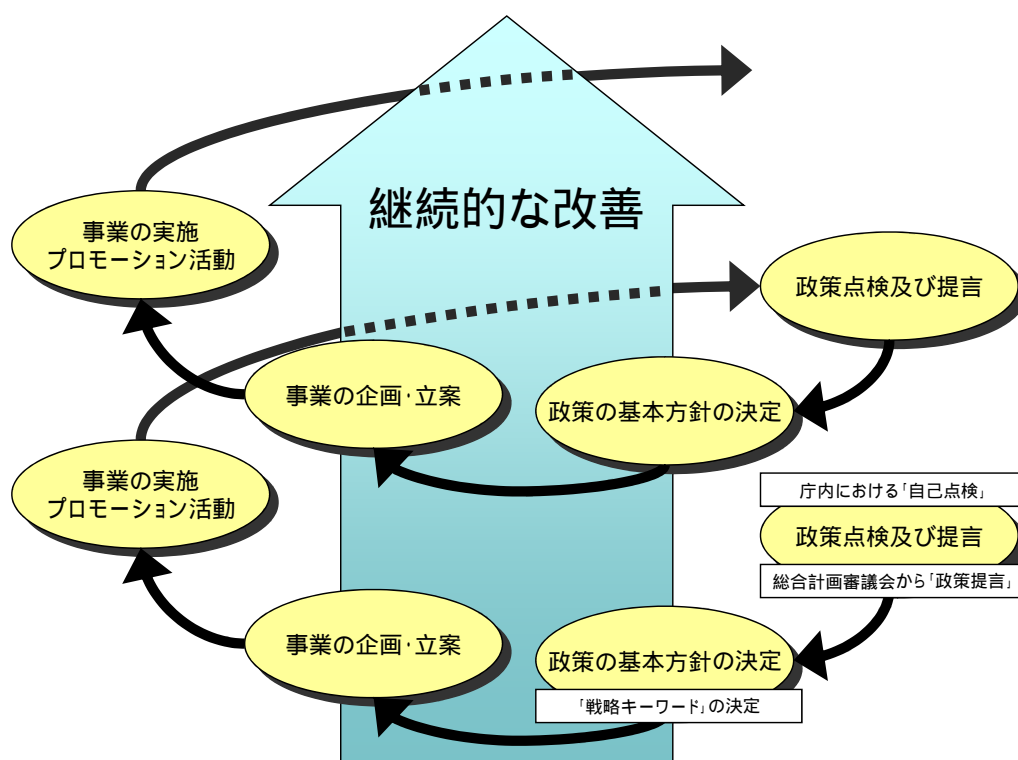 継続的な改善
事業の実施
プロモーション活動
政策点検及び提言
事業の企画・立案
政策の基本方針の決定
事業の実施
プロモーション活動
庁内における「自己点検」
政策点検及び提言
総合計画審議会から「政策提言」
事業の企画・立案
政策の基本方針の決定
「戦略キーワード」の決定